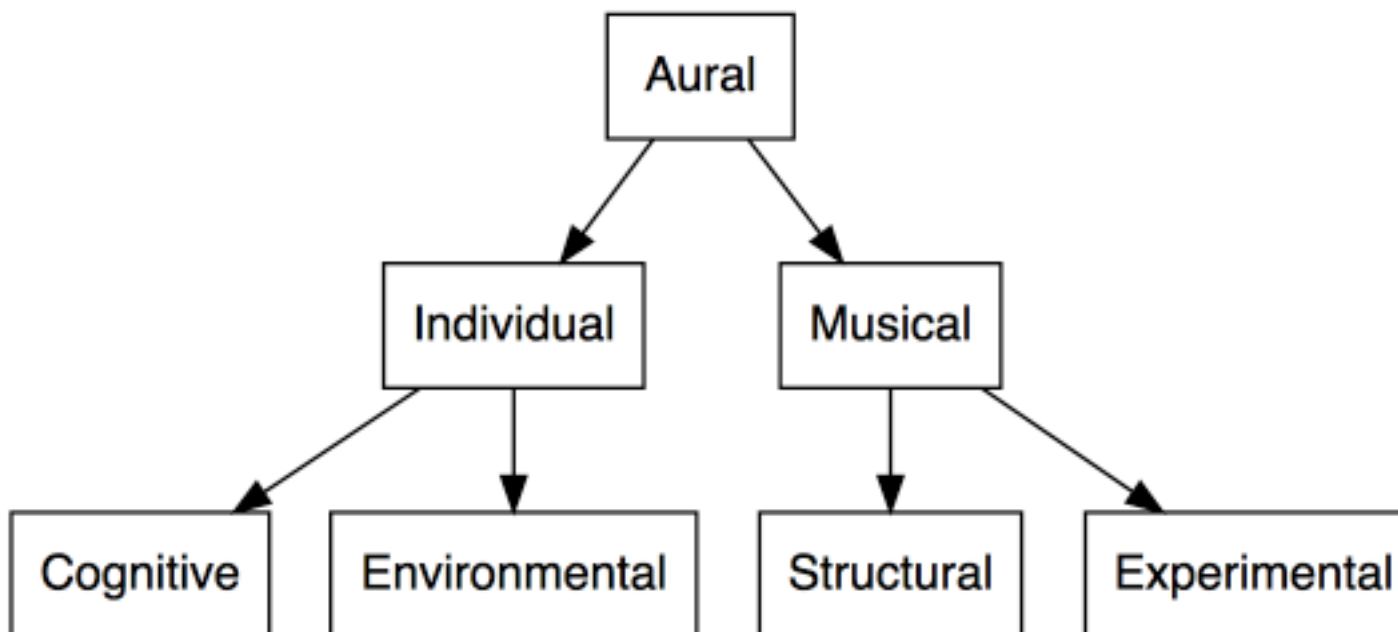 Aural
Individual
Musical
Cognitive
Environmental
Structural
Experimental